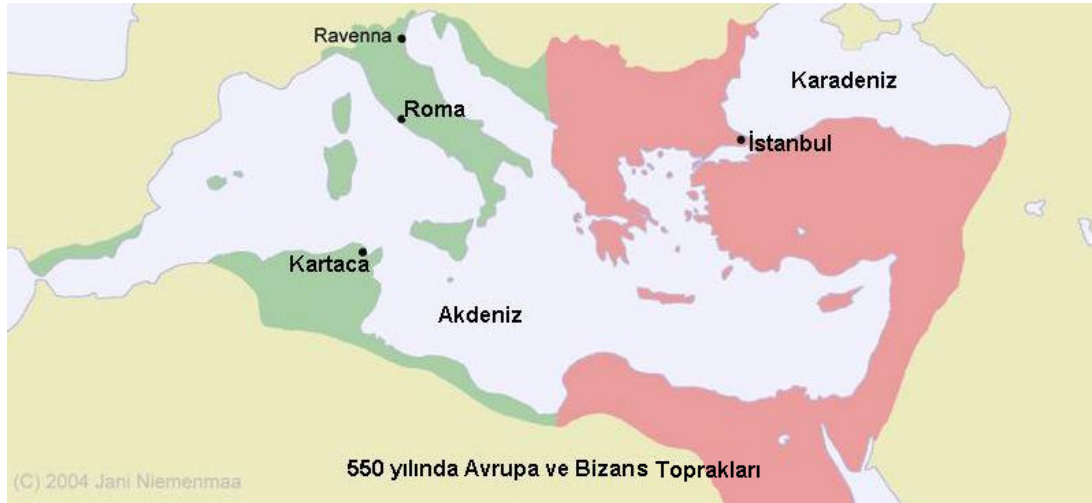 Ravenna
Karadeniz
Roma
İstanbul
Kartaca
Akdeniz
550 yılında Avrupa ve Bizans Toprakları
(C) 2004 Jani Niemenmaa